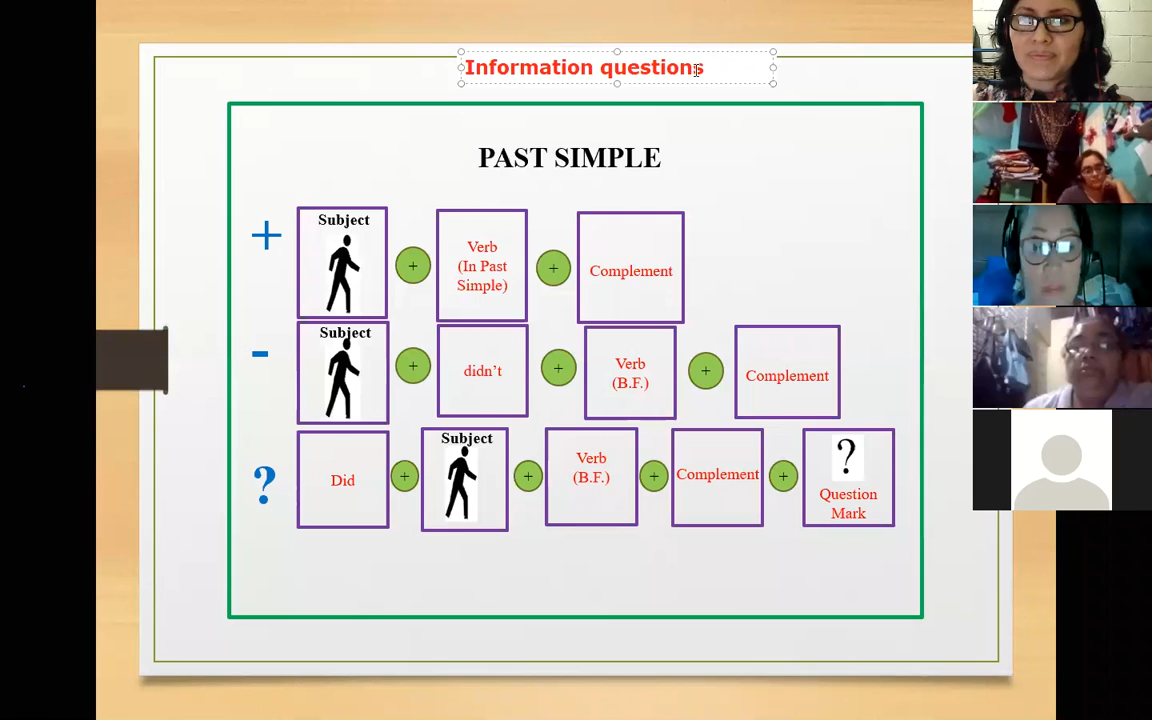 Information questions
PAST SIMPLE
+
Subject
+
Verb
(In Past
Simple)
+
Complement
-
Subject
+
didn't
+
Verb
(B.F.)
+
Complement
?
Did
+
Subject
+
Verb
(B.F.)
+
Complement
+
?
Question
Mark